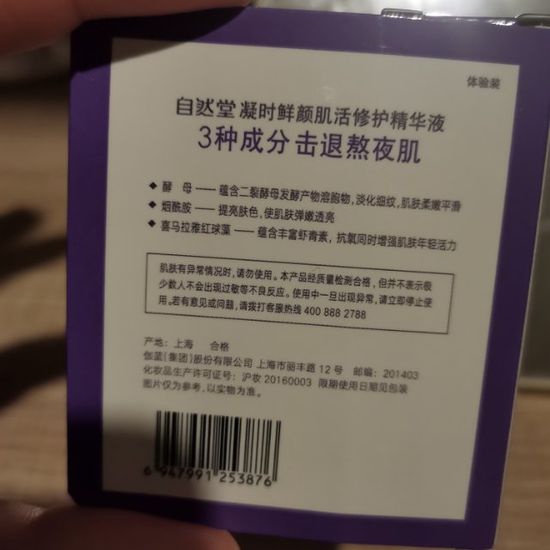 体验装
自然堂 凝时鲜颜肌活修护精华液
3种成分击退熬夜肌
◆ 酵 母 —— 蕴含二裂酵母发酵产物溶胞物, 淡化细纹, 肌肤柔嫩平滑
◆ 烟酰胺 —— 提亮肤色, 使肌肤弹嫩透亮
◆ 喜马拉雅红球藻 —— 蕴含丰富虾青素, 抗氧同时增强肌肤年轻活力
肌肤有异常情况时, 请勿使用。本产品经质量检测合格, 但并不表示极
少数人不会出现过敏等不良反应。使用中一旦出现异常, 请立即停止使
用。若有意见或问题, 请拨打客服热线 400 888 2788
产地: 上海 合格
伽蓝(集团)股份有限公司 上海市丽丰路 12 号 邮编: 201403
化妆品生产许可证号: 沪妆 20160003 限期使用日期见包装
图片仅为参考, 以实物为准。
6 947991 253876